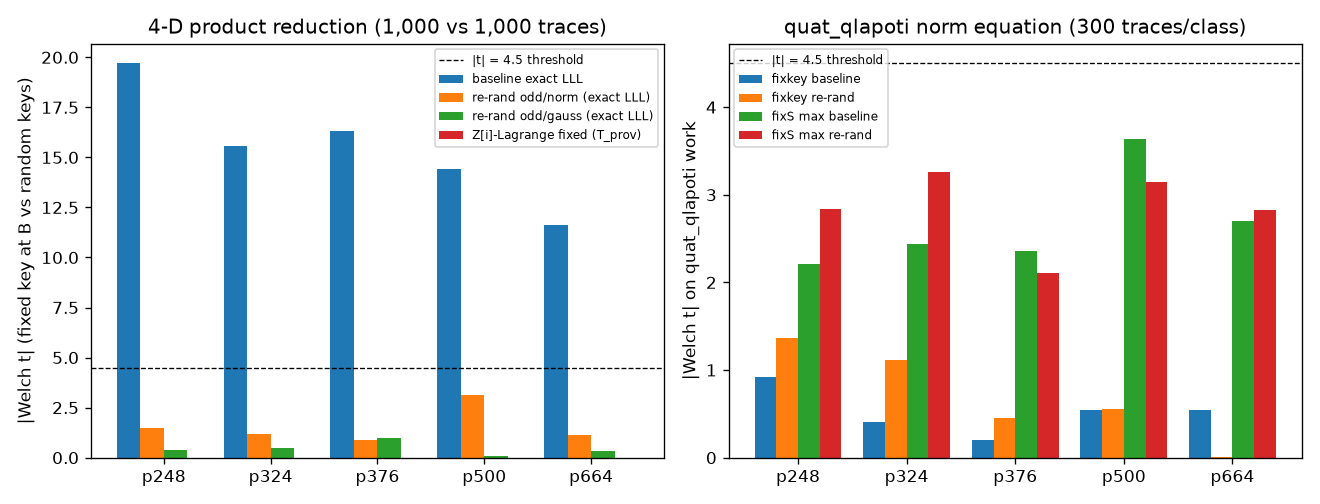 4-D product reduction (1,000 vs 1,000 traces)
|Welch t| (fixed key at B vs random keys)
20.0
17.5
15.0
12.5
10.0
7.5
5.0
2.5
0.0
|t| = 4.5 threshold
baseline exact LLL
re-rand odd/norm (exact LLL)
re-rand odd/gauss (exact LLL)
Z[i]-Lagrange fixed (T_prov)
p248
p324
p376
p500
p664
quat_qlapoti norm equation (300 traces/class)
|Welch t| on quat_qlapoti work
4
3
2
1
0
|t| = 4.5 threshold
fixkey baseline
fixkey re-rand
fixS max baseline
fixS max re-rand
p248
p324
p376
p500
p664